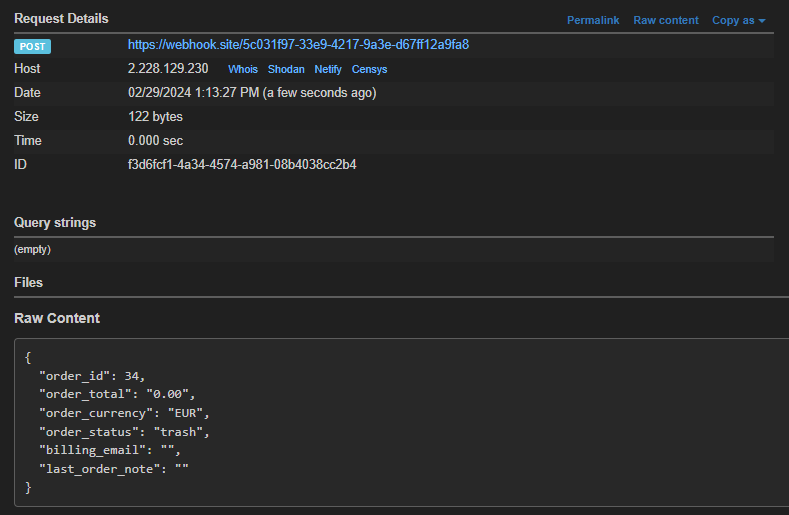 Request Details Permalink Raw content Copy as
POST https://webhook.site/5c031f97-33e9-4217-9a3e-d67ff12a9fa8
Host 2.228.129.230 Whois Shodan Netify Censys
Date 02/29/2024 1:13:27 PM (a few seconds ago)
Size 122 bytes
Time 0.000 sec
ID f3d6fcf1-4a34-4574-a981-08b4038cc2b4
Query strings
(empty)
Files
Raw Content
{
  "order_id": 34,
  "order_total": "0.00",
  "order_currency": "EUR",
  "order_status": "trash",
  "billing_email": "",
  "last_order_note": ""
}